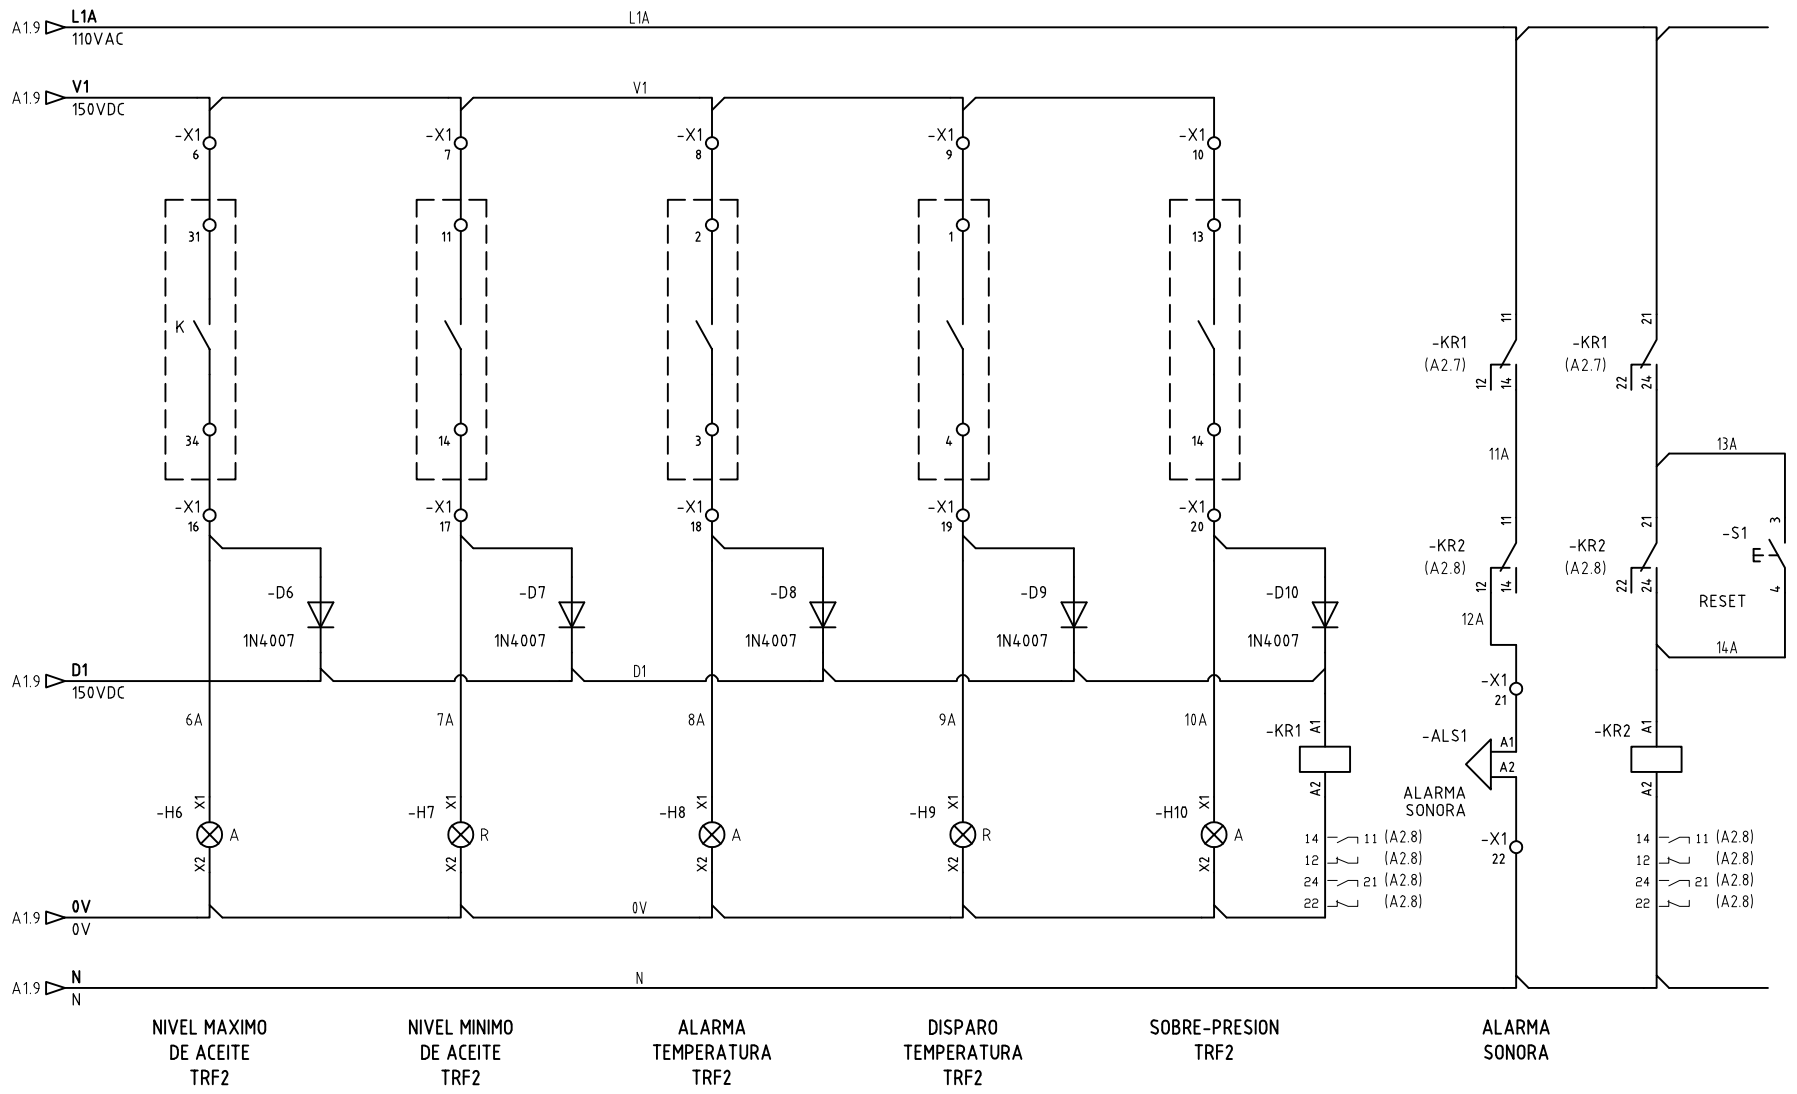 A1.9 L1A
110VAC
L1A
A1.9 V1
150VDC
V1
-X1
6
-X1
7
-X1
8
-X1
9
-X1
10
31
11
2
1
13
K
34
14
3
4
14
-X1
16
-X1
17
-X1
18
-X1
19
-X1
20
-D6
1N4007
-D7
1N4007
-D8
1N4007
-D9
1N4007
-D10
1N4007
A1.9 D1
150VDC
D1
6A
7A
8A
9A
10A
-H6 X1
A
X2
-H7 X1
R
X2
-H8 X1
A
X2
-H9 X1
R
X2
-H10 X1
A
X2
-KR1 A1
A2
14 11 (A2.8)
12 (A2.8)
24 21 (A2.8)
22 (A2.8)
11
-KR1
(A2.7)
12 14
21
-KR1
(A2.7)
22 24
11A
11
-KR2
(A2.8)
12 14
21
-KR2
(A2.8)
22 24
13A
3
-S1
RESET
4
14A
12A
-X1
21
-ALS1
A1
A2
ALARMA
SONORA
-X1
22
-KR2 A1
A2
14 11 (A2.8)
12 (A2.8)
24 21 (A2.8)
22 (A2.8)
A1.9 0V
0V
0V
A1.9 N
N
N
NIVEL MAXIMO
DE ACEITE
TRF2
NIVEL MINIMO
DE ACEITE
TRF2
ALARMA
TEMPERATURA
TRF2
DISPARO
TEMPERATURA
TRF2
SOBRE-PRESION
TRF2
ALARMA
SONORA